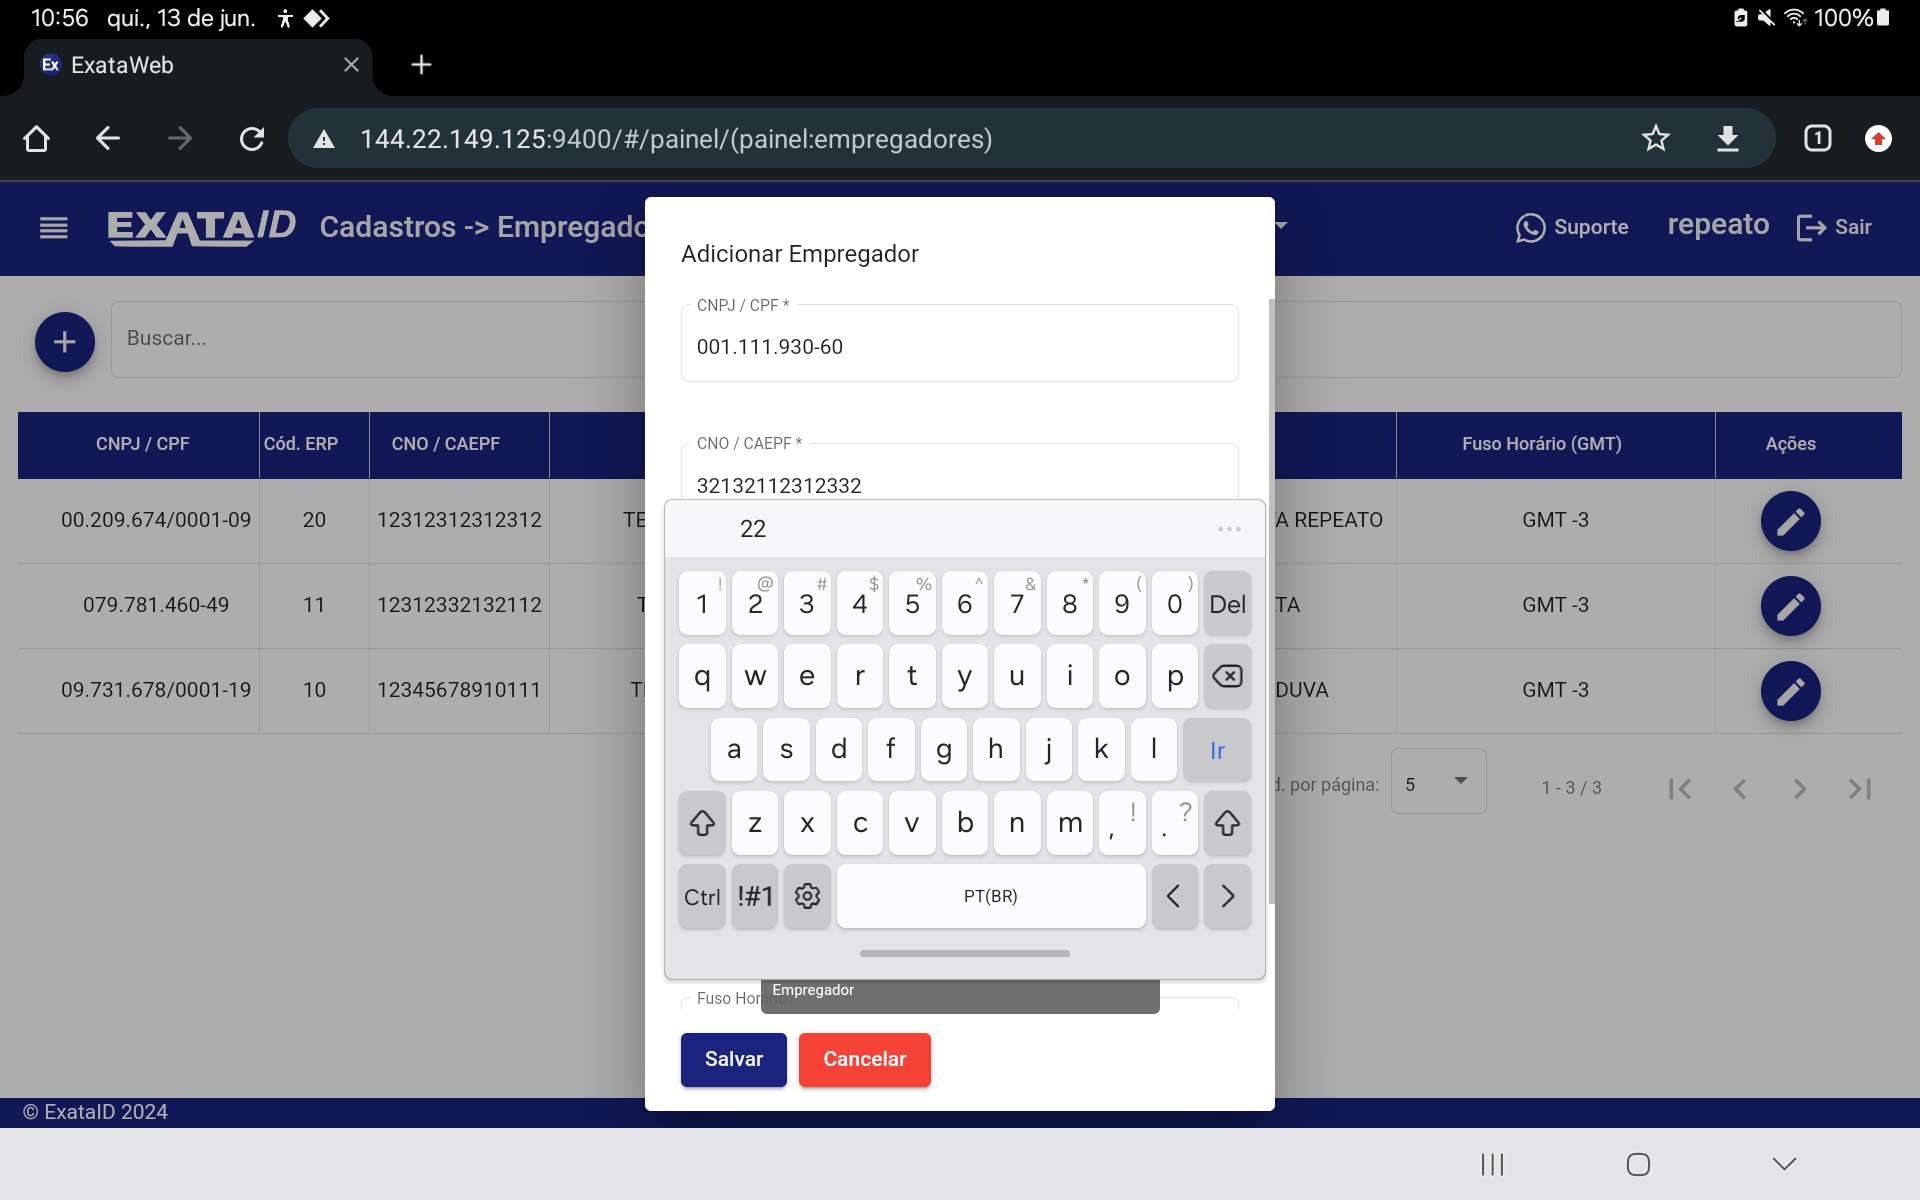 10:56 qui., 13 de jun. 100%
Ex ExataWeb
144.22.149.125:9400/#/painel/(painel:empregadores) 1
EXATAID Cadastros -> Empregado Suporte repeato Sair
Adicionar Empregador
CNPJ / CPF *
001.111.930-60
Buscar...
CNO / CAEPF *
32132112312332
CNPJ / CPF Cód. ERP CNO / CAEPF Fuso Horário (GMT) Ações
00.209.674/0001-09 20 12312312312312 TE A REPEATO GMT -3
079.781.460-49 11 12312332132112 T TA GMT -3
09.731.678/0001-19 10 12345678910111 DUVA GMT -3
d. por página: 5 1 - 3 / 3
22 ...
! @ # $ % ^ & * ( )
1 2 3 4 5 6 7 8 9 0 Del
q w e r t y u i o p
a s d f g h j k l Ir
z x c v b n m , ! . ?
Ctrl !#1 PT(BR) < >
Empregador
Fuso Hor
Salvar Cancelar
© ExataID 2024